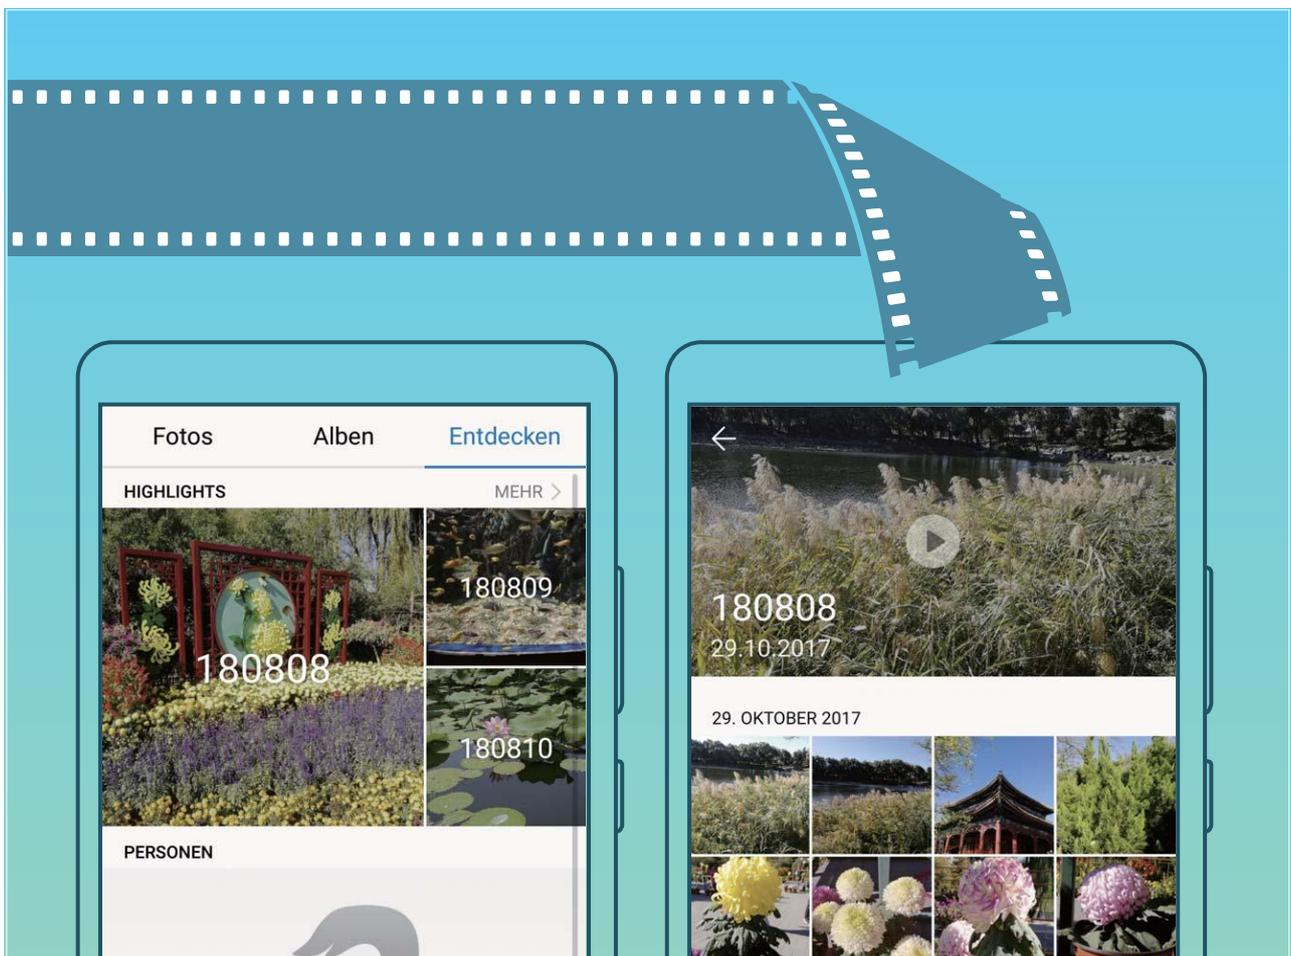 Fotos Alben Entdecken
HIGHLIGHTS MEHR
180808
180809
180810
PERSONEN
180808
29.10.2017
29. OKTOBER 2017